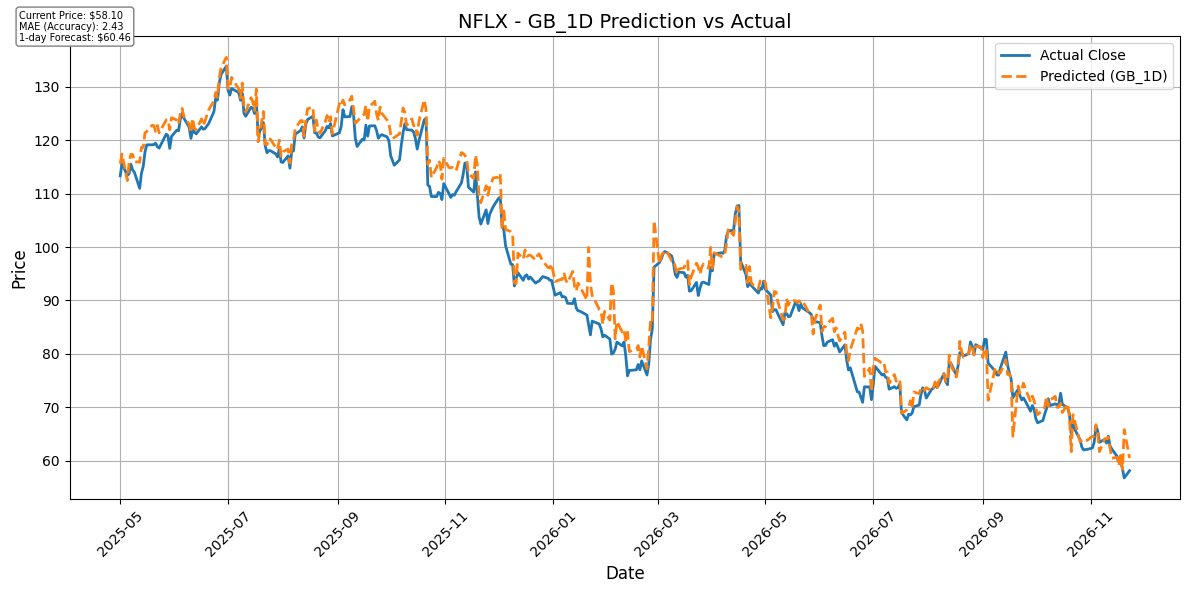 NFLX - GB_1D Prediction vs Actual
Current Price: $58.10
MAE (Accuracy): 2.43
1-day Forecast: $60.46
Actual Close
Predicted (GB_1D)
Price
130
120
110
100
90
80
70
60
2025-05
2025-07
2025-09
2025-11
2026-01
2026-03
2026-05
2026-07
2026-09
2026-11
Date